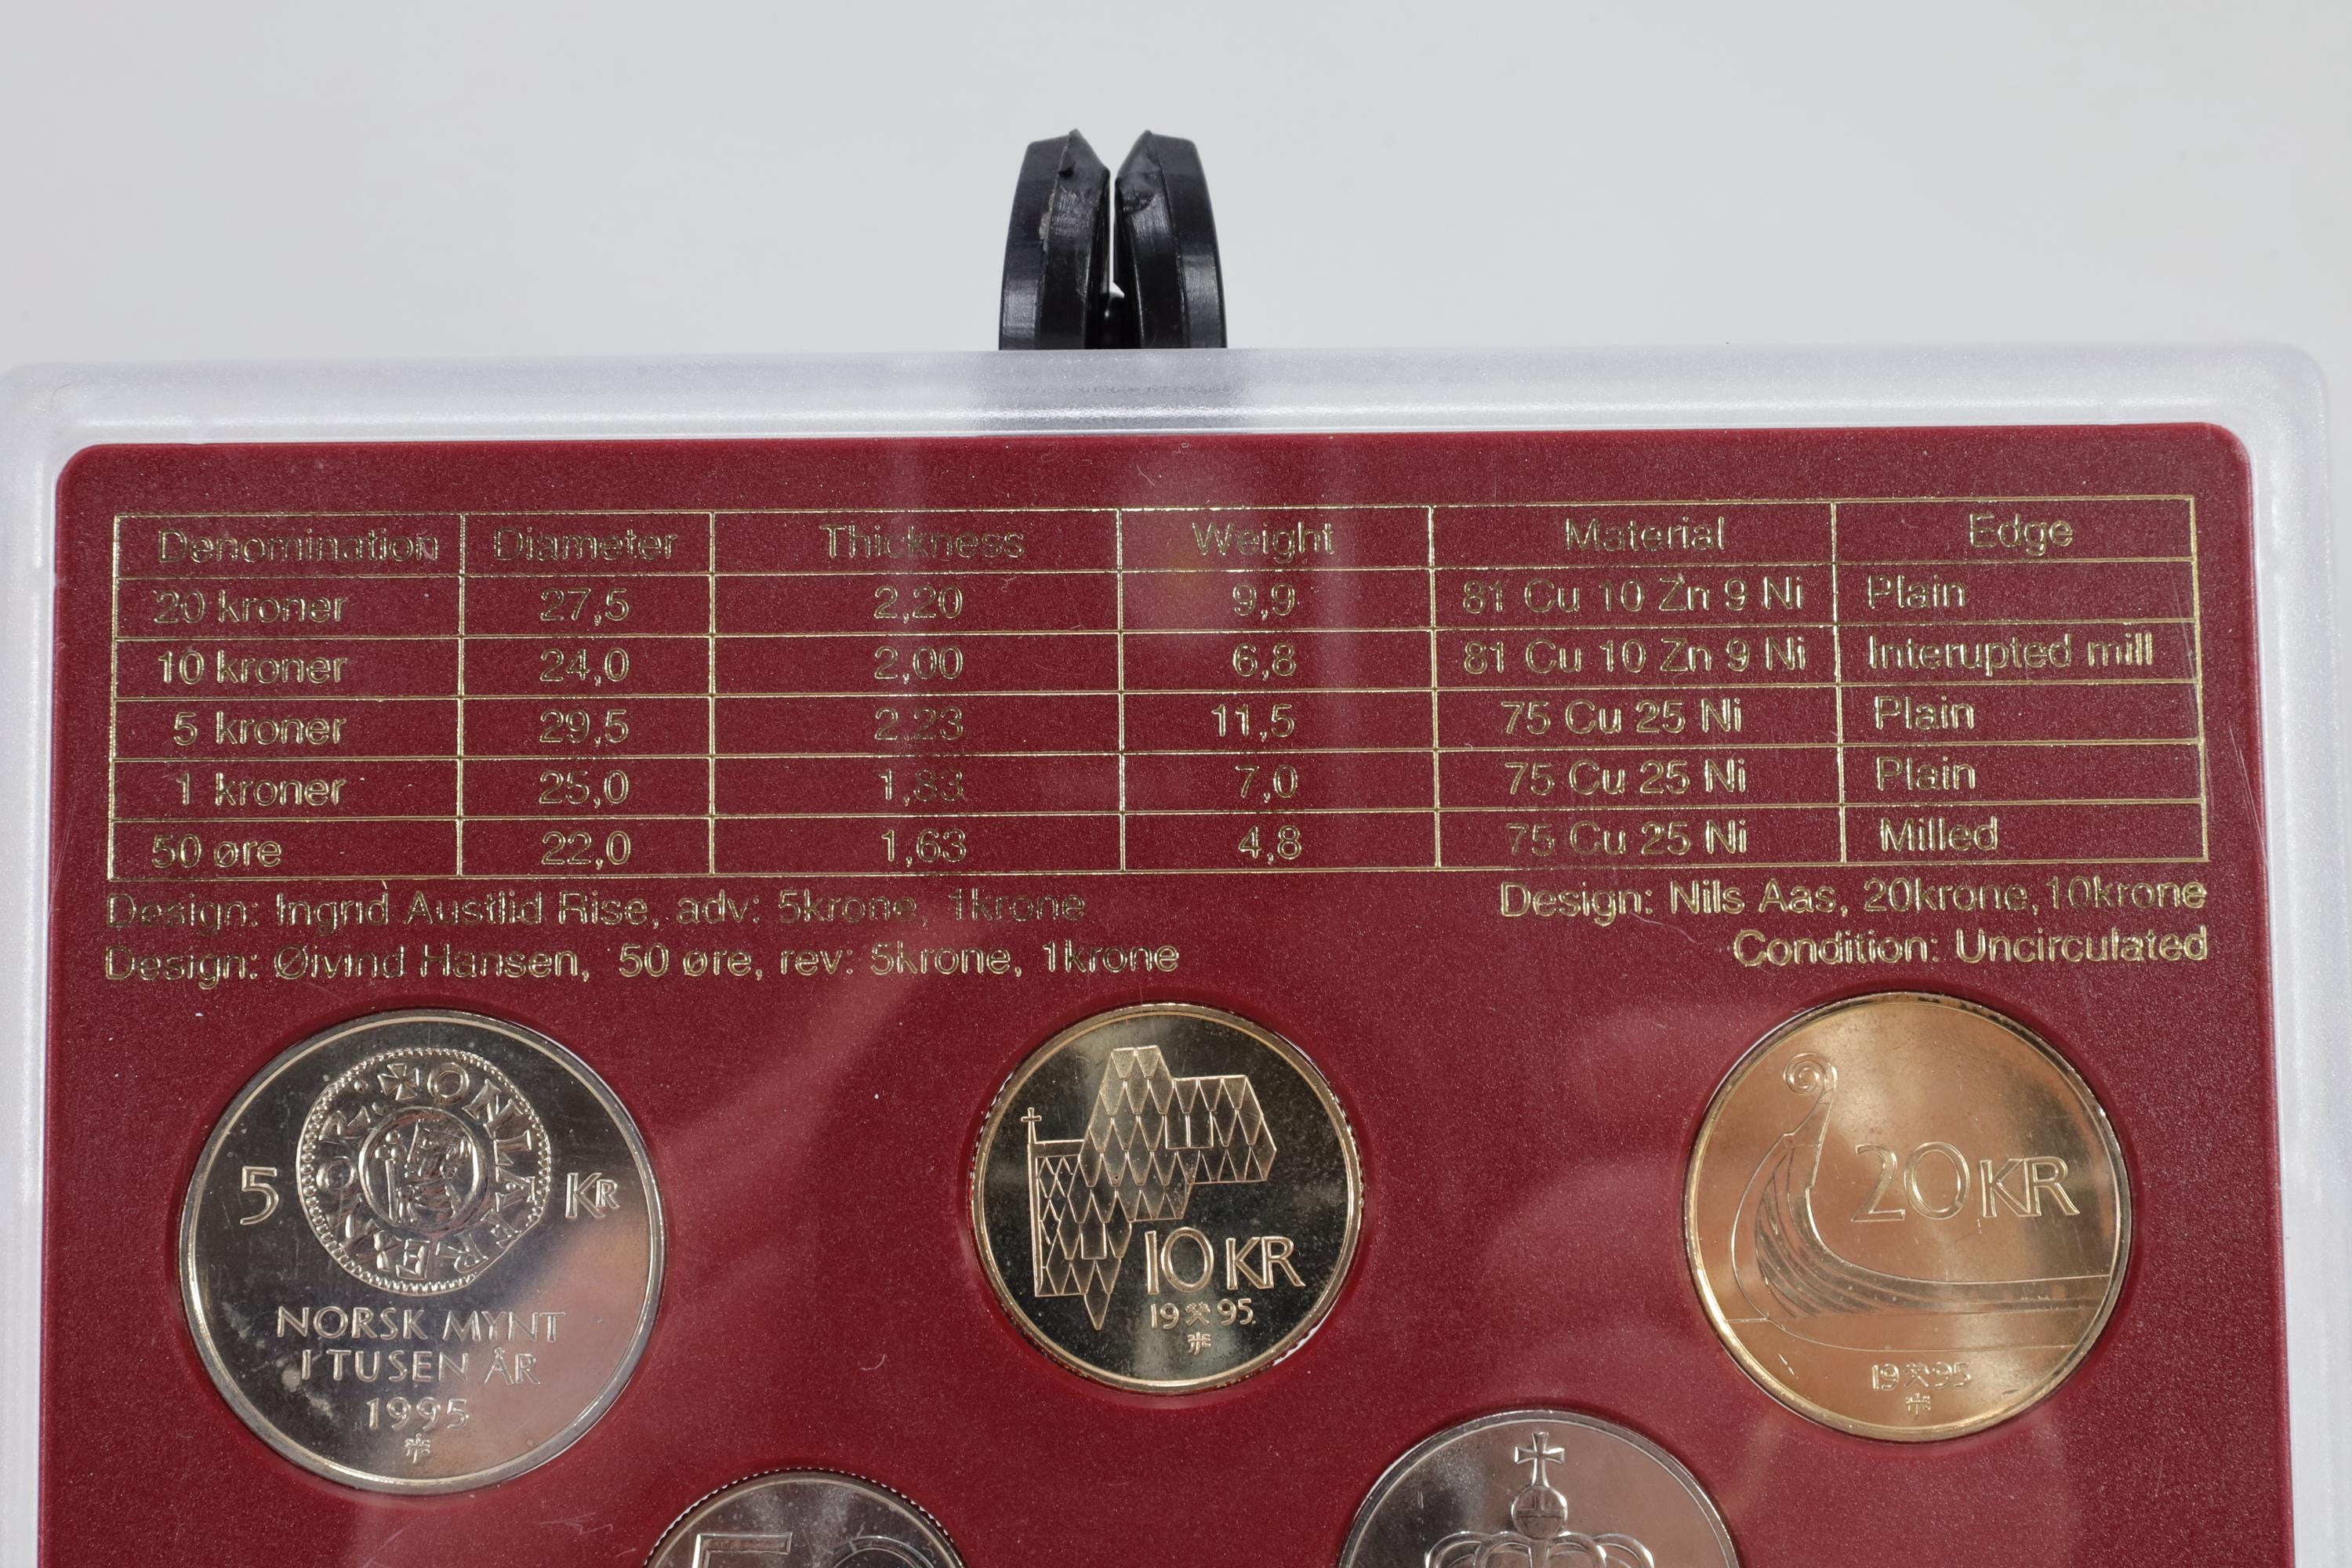 Denomination Diameter Thickness Weight Material Edge
20 kroner 27,5 2,20 9,9 81 Cu 10 Zn 9 Ni Plain
10 kroner 24,0 2,00 6,8 81 Cu 10 Zn 9 Ni Interupted mill
5 kroner 29,5 2,23 11,5 75 Cu 25 Ni Plain
1 kroner 25,0 1,83 7,0 75 Cu 25 Ni Plain
50 øre 22,0 1,63 4,8 75 Cu 25 Ni Milled
Design: Ingrid Austlid Rise, adv: 5krone, 1krone
Design: Øivind Hansen, 50 øre, rev: 5krone, 1krone
Design: Nils Aas, 20krone, 10krone
Condition: Uncirculated
5 KR
NORSK MYNT
I TUSEN ÅR
1995
10 KR
19 95
20 KR
19 95
50